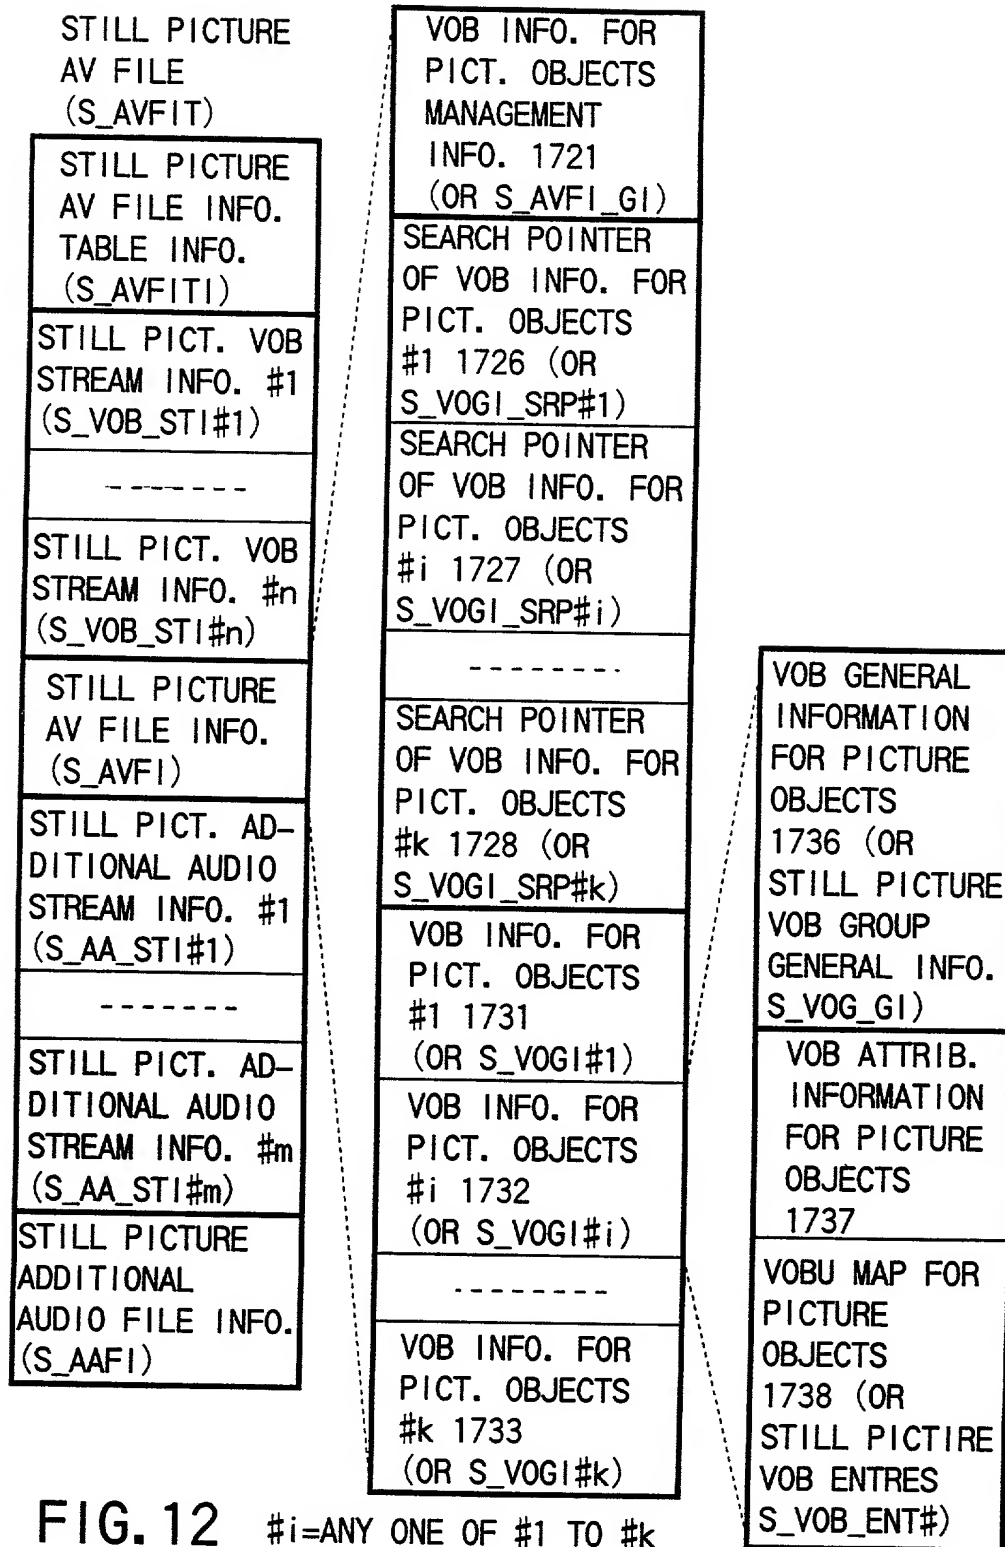 STILL PICTURE
AV FILE
(S_AVFIT)
STILL PICTURE
AV FILE INFO.
TABLE INFO.
(S_AVFITI)
STILL PICT. VOB
STREAM INFO. #1
(S_VOB_STI#1)
-------
STILL PICT. VOB
STREAM INFO. #n
(S_VOB_STI#n)
STILL PICTURE
AV FILE INFO.
(S_AVFI)
STILL PICT. AD-
DITIONAL AUDIO
STREAM INFO. #1
(S_AA_STI#1)
-------
STILL PICT. AD-
DITIONAL AUDIO
STREAM INFO. #m
(S_AA_STI#m)
STILL PICTURE
ADDITIONAL
AUDIO FILE INFO.
(S_AAFI)
VOB INFO. FOR
PICT. OBJECTS
MANAGEMENT
INFO. 1721
(OR S_AVFI_GI)
SEARCH POINTER
OF VOB INFO. FOR
PICT. OBJECTS
#1 1726 (OR
S_VOGI_SRP#1)
SEARCH POINTER
OF VOB INFO. FOR
PICT. OBJECTS
#i 1727 (OR
S_VOGI_SRP#i)
--------
SEARCH POINTER
OF VOB INFO. FOR
PICT. OBJECTS
#k 1728 (OR
S_VOGI_SRP#k)
VOB INFO. FOR
PICT. OBJECTS
#1 1731
(OR S_VOGI#1)
VOB INFO. FOR
PICT. OBJECTS
#i 1732
(OR S_VOGI#i)
--------
VOB INFO. FOR
PICT. OBJECTS
#k 1733
(OR S_VOGI#k)
VOB GENERAL
INFORMATION
FOR PICTURE
OBJECTS
1736 (OR
STILL PICTURE
VOB GROUP
GENERAL INFO.
S_VOG_GI)
VOB ATTRIB.
INFORMATION
FOR PICTURE
OBJECTS
1737
VOBU MAP FOR
PICTURE
OBJECTS
1738 (OR
STILL PICTIRE
VOB ENTRES
S_VOB_ENT#)
FIG. 12 #i=ANY ONE OF #1 TO #k